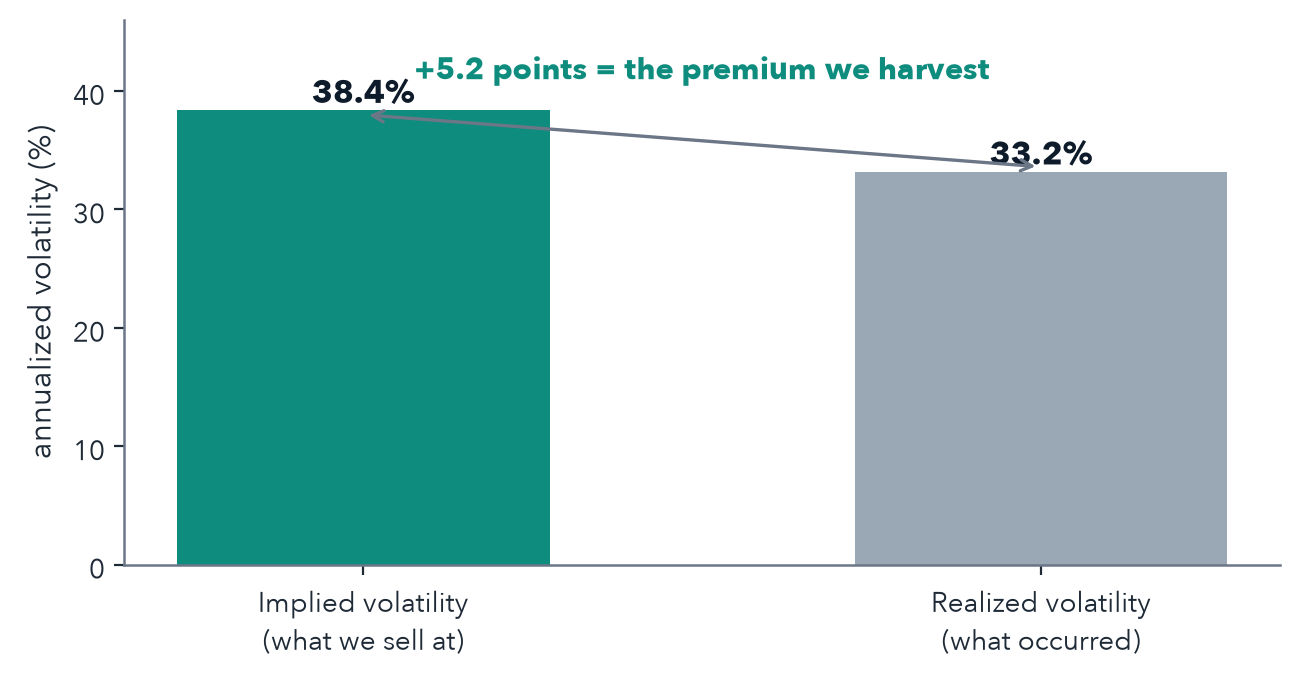 +5.2 points = the premium we harvest
38.4%
33.2%
annualized volatility (%)
40
30
20
10
0
Implied volatility
(what we sell at)
Realized volatility
(what occurred)